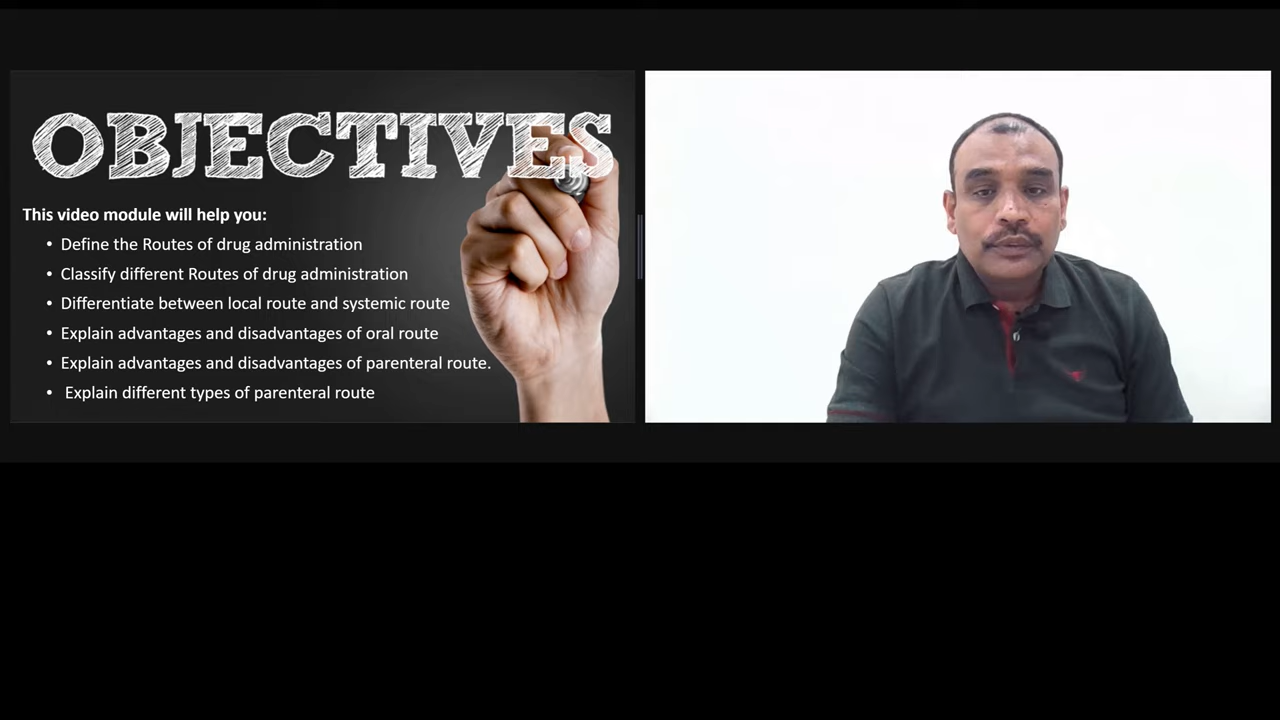 OBJECTIVES
This video module will help you:
• Define the Routes of drug administration
• Classify different Routes of drug administration
• Differentiate between local route and systemic route
• Explain advantages and disadvantages of oral route
• Explain advantages and disadvantages of parenteral route.
• Explain different types of parenteral route